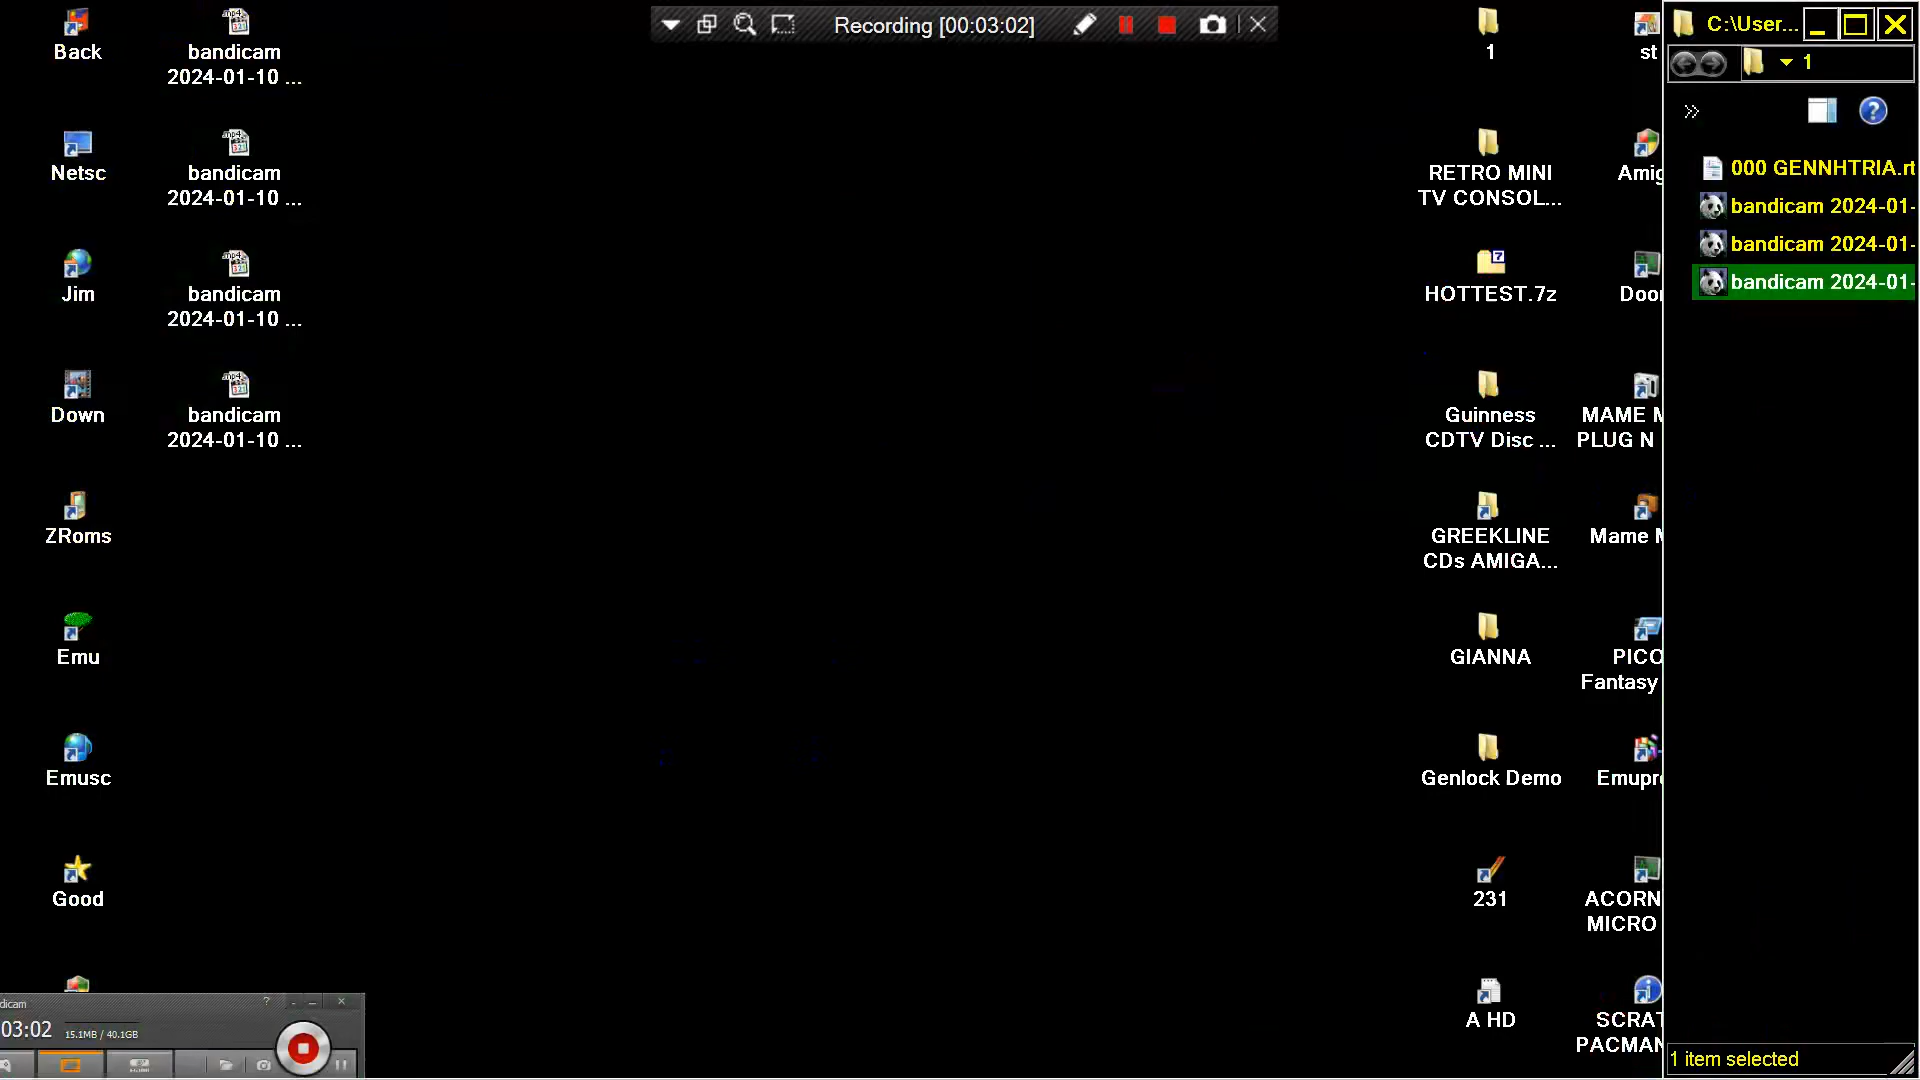 Recording [00:03:02]
Back
bandicam
2024-01-10 ...
Netsc
bandicam
2024-01-10 ...
Jim
bandicam
2024-01-10 ...
Down
bandicam
2024-01-10 ...
ZRoms
Emu
Emusc
Good
dicam
03:02
15.1MB / 40.1GB
1
RETRO MINI
TV CONSOL...
HOTTEST.7z
Guinness
CDTV Disc ...
GREEKLINE
CDs AMIGA...
GIANNA
Genlock Demo
231
A HD
st
Amig
Door
MAME M
PLUG N
Mame M
PICO
Fantasy
Emupr
ACORN
MICRO
SCRAT
PACMAN
C:\User...
1
000 GENNHTRIA.rt
bandicam 2024-01-
bandicam 2024-01-
bandicam 2024-01-
1 item selected